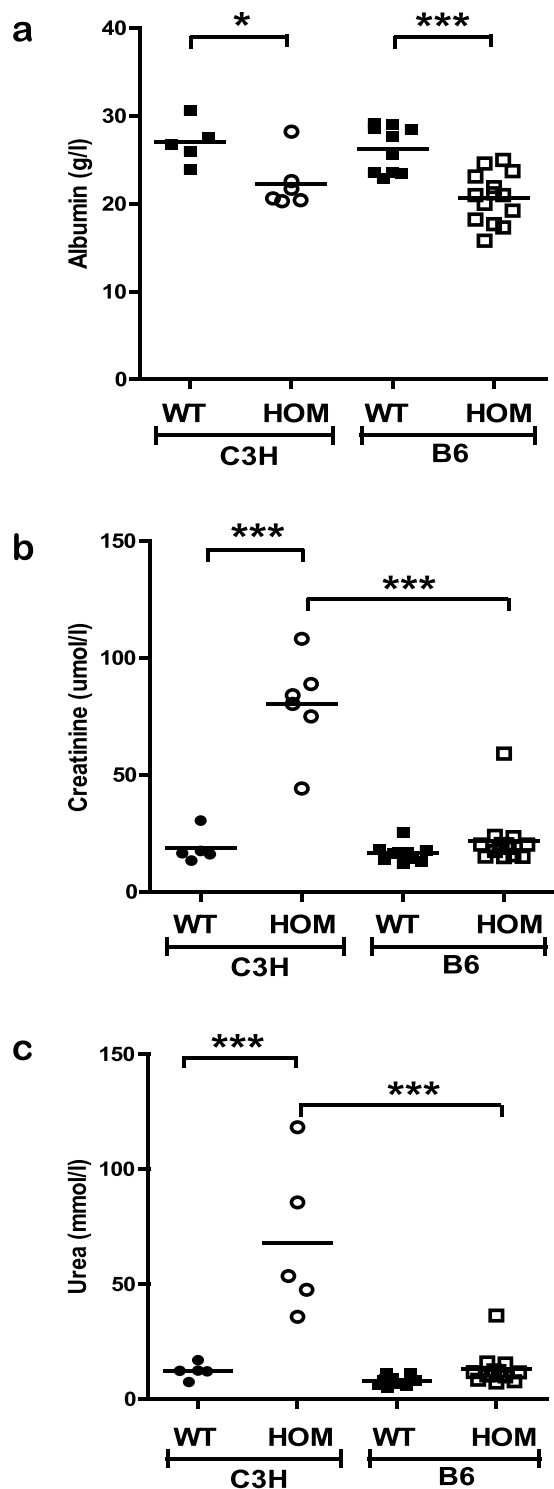 a
Albumin (g/l)
40
30
20
10
0
*
***
WT HOM WT HOM
C3H B6
b
Creatinine (umol/l)
150
100
50
0
***
***
WT HOM WT HOM
C3H B6
c
Urea (mmol/l)
150
100
50
0
***
***
WT HOM WT HOM
C3H B6